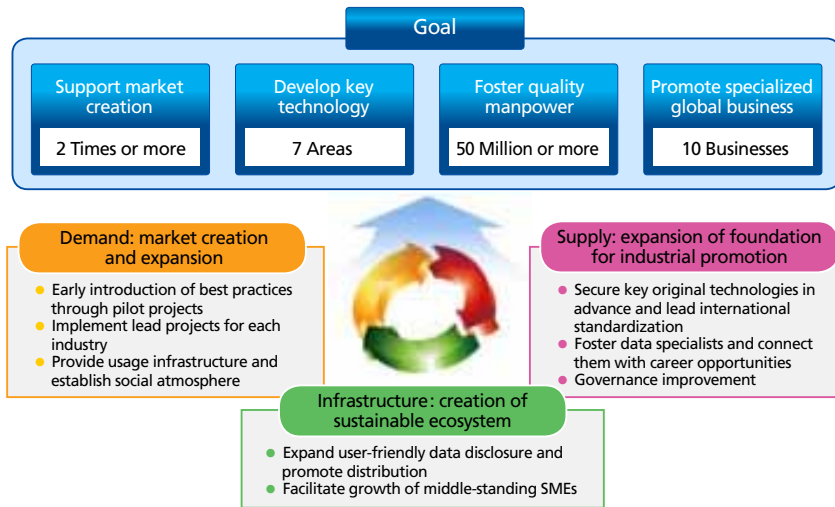 Goal
Support market
creation
2 Times or more
Develop key
technology
7 Areas
Foster quality
manpower
50 Million or more
Promote specialized
global business
10 Businesses
Demand: market creation
and expansion
Early introduction of best practices
through pilot projects
Implement lead projects for each
industry
Provide usage infrastructure and
establish social atmosphere
Supply: expansion of foundation
for industrial promotion
Secure key original technologies in
advance and lead international
standardization
Foster data specialists and connect
them with career opportunities
Governance improvement
Infrastructure: creation of
sustainable ecosystem
Expand user-friendly data disclosure and
promote distribution
Facilitate growth of middle-standing SMEs